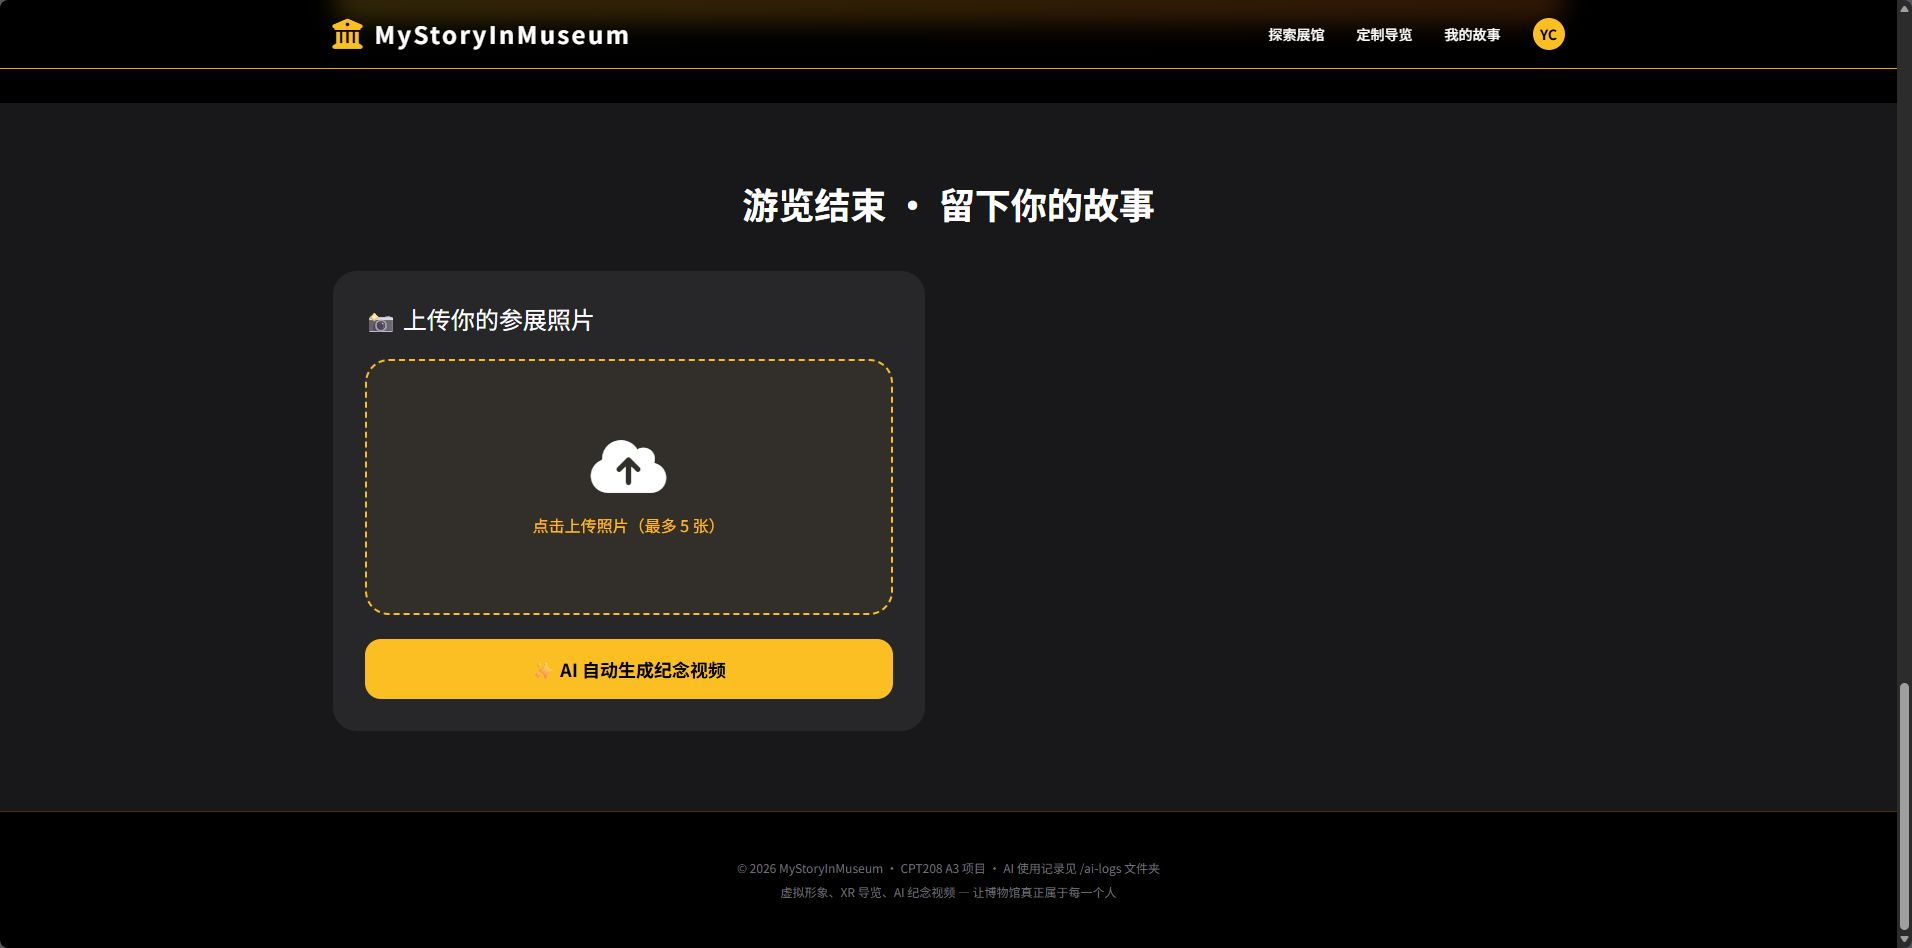 MyStoryInMuseum
探索展馆 定制导览 我的故事 YC
游览结束 · 留下你的故事
📸 上传你的参展照片
点击上传照片（最多 5 张）
✨ AI 自动生成纪念视频
© 2026 MyStoryInMuseum · CPT208 A3 项目 · AI 使用记录见 /ai-logs 文件夹
虚拟形象、XR 导览、AI 纪念视频 — 让博物馆真正属于每一个人